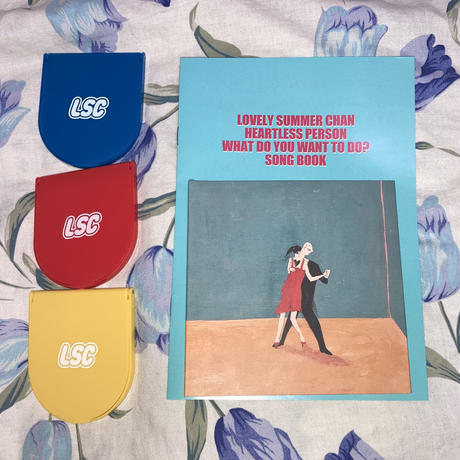 LSC
LSC
LSC
LOVELY SUMMER CHAN
HEARTLESS PERSON
WHAT DO YOU WANT TO DO?
SONG BOOK